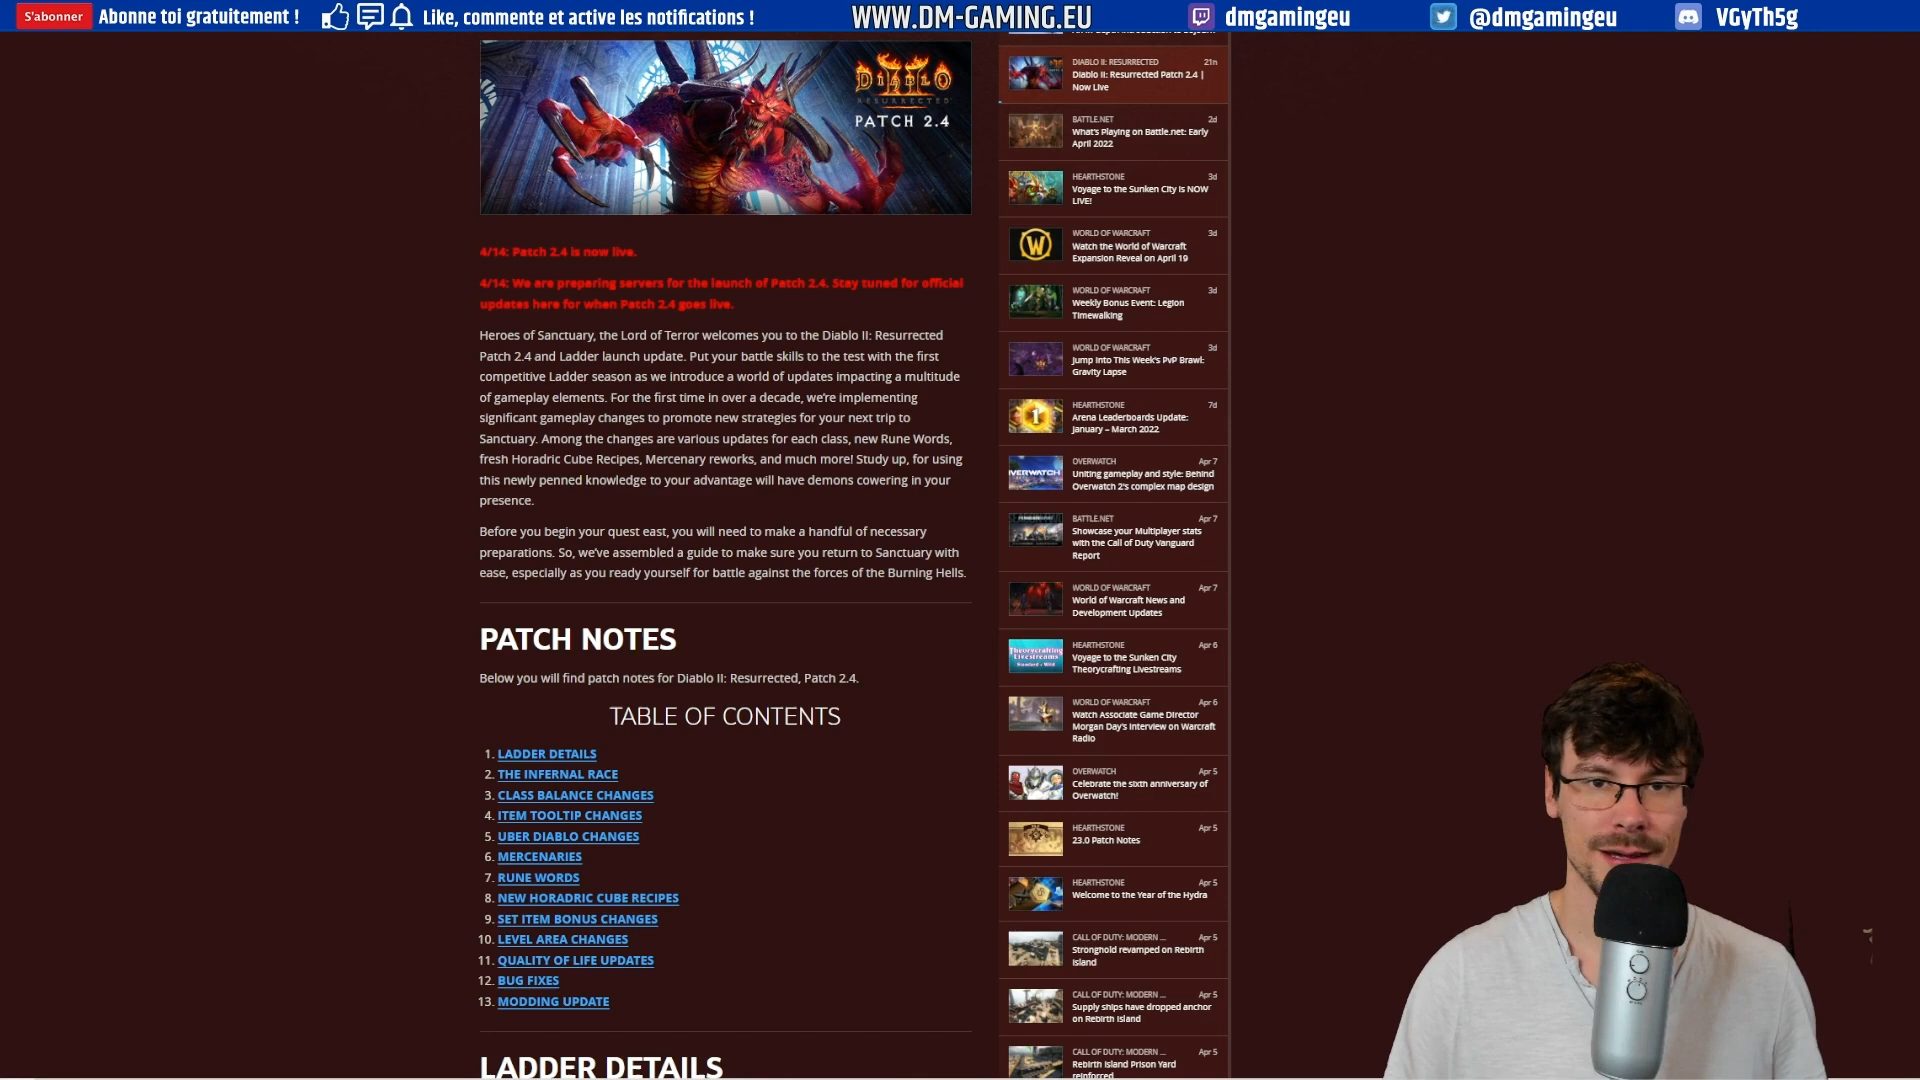 S'abonner
Abonne toi gratuitement !
Like, commente et active les notifications !
WWW.DM-GAMING.EU
dmgamingeu
@dmgamingeu
VGyTh5g
DIABLO II
RESURRECTED
PATCH 2.4
4/14: Patch 2.4 is now live.
4/14: We are preparing servers for the launch of Patch 2.4. Stay tuned for official
updates here for when Patch 2.4 goes live.
Heroes of Sanctuary, the Lord of Terror welcomes you to the Diablo II: Resurrected
Patch 2.4 and Ladder launch update. Put your battle skills to the test with the first
competitive Ladder season as we introduce a world of updates impacting a multitude
of gameplay elements. For the first time in over a decade, we're implementing
significant gameplay changes to promote new strategies for your next trip to
Sanctuary. Among the changes are various updates for each class, new Rune Words,
fresh Horadric Cube Recipes, Mercenary reworks, and much more! Study up, for using
this newly penned knowledge to your advantage will have demons cowering in your
presence.
Before you begin your quest east, you will need to make a handful of necessary
preparations. So, we've assembled a guide to make sure you return to Sanctuary with
ease, especially as you ready yourself for battle against the forces of the Burning Hells.
PATCH NOTES
Below you will find patch notes for Diablo II: Resurrected, Patch 2.4.
TABLE OF CONTENTS
1. LADDER DETAILS
2. THE INFERNAL RACE
3. CLASS BALANCE CHANGES
4. ITEM TOOLTIP CHANGES
5. UBER DIABLO CHANGES
6. MERCENARIES
7. RUNE WORDS
8. NEW HORADRIC CUBE RECIPES
9. SET ITEM BONUS CHANGES
10. LEVEL AREA CHANGES
11. QUALITY OF LIFE UPDATES
12. BUG FIXES
13. MODDING UPDATE
LADDER DETAILS
DIABLO II: RESURRECTED 21h
Diablo II: Resurrected Patch 2.4 |
Now Live
BATTLE.NET 2d
What's Playing on Battle.net: Early
April 2022
HEARTHSTONE 3d
Voyage to the Sunken City is NOW
LIVE!
WORLD OF WARCRAFT 3d
Watch the World of Warcraft
Expansion Reveal on April 19
WORLD OF WARCRAFT 3d
Weekly Bonus Event: Legion
Timewalking
WORLD OF WARCRAFT 3d
Jump Into This Week's PvP Brawl:
Gravity Lapse
HEARTHSTONE 7d
Arena Leaderboards Update:
January – March 2022
OVERWATCH Apr 7
Uniting gameplay and style: Behind
Overwatch 2's complex map design
BATTLE.NET Apr 7
Showcase your Multiplayer stats
with the Call of Duty Vanguard
Report
WORLD OF WARCRAFT Apr 7
World of Warcraft News and
Development Updates
Theorycrafting
Livestreams
HEARTHSTONE Apr 6
Voyage to the Sunken City
Theorycrafting Livestreams
WORLD OF WARCRAFT Apr 6
Watch Associate Game Director
Morgan Day's Interview on Warcraft
Radio
OVERWATCH Apr 5
Celebrate the sixth anniversary of
Overwatch!
HEARTHSTONE Apr 5
23.0 Patch Notes
HEARTHSTONE Apr 5
Welcome to the Year of the Hydra
CALL OF DUTY: MODERN ... Apr 5
Stronghold revamped on Rebirth
Island
CALL OF DUTY: MODERN ... Apr 5
Supply ships have dropped anchor
on Rebirth Island
CALL OF DUTY: MODERN ... Apr 5
Rebirth Island Prison Yard
reinforced